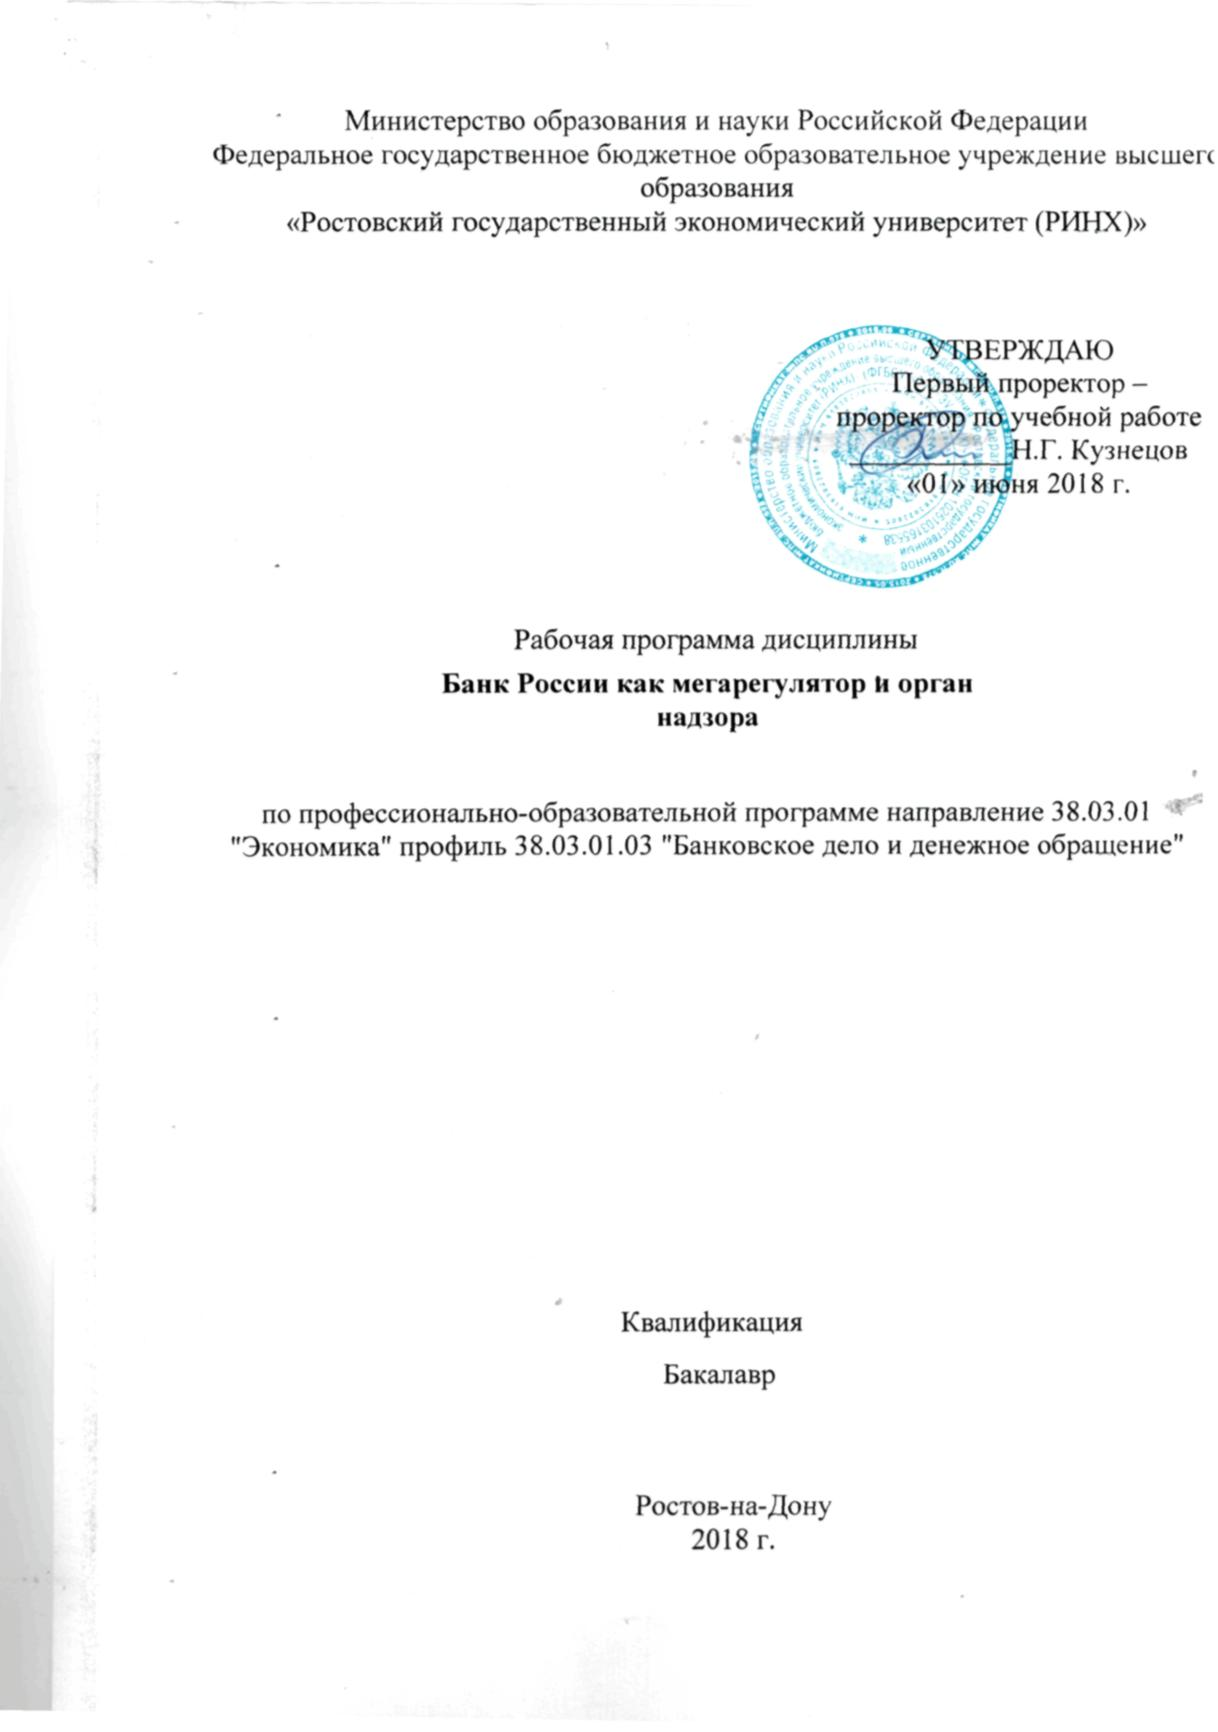 Министерство образования и науки Российской Федерации
Федеральное государственное бюджетное образовательное учреждение высшего
образования
«Ростовский государственный экономический университет (РИНХ)»
УТВЕРЖДАЮ
Первый проректор –
проректор по учебной работе
Н.Г. Кузнецов
«01» июня 2018 г.
Рабочая программа дисциплины
Банк России как мегарегулятор и орган
надзора
по профессионально-образовательной программе направление 38.03.01
"Экономика" профиль 38.03.01.03 "Банковское дело и денежное обращение"
Квалификация
Бакалавр
Ростов-на-Дону
2018 г.